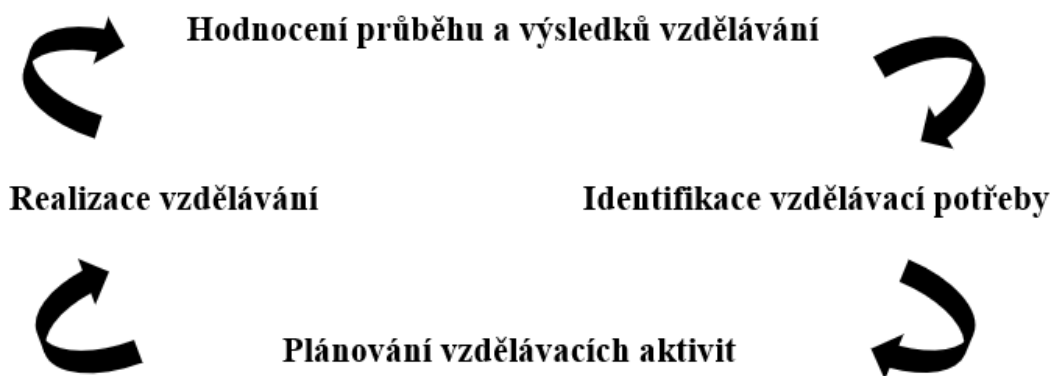 Hodnocení průběhu a výsledků vzdělávání
Realizace vzdělávání
Identifikace vzdělávací potřeby
Plánování vzdělávacích aktivit